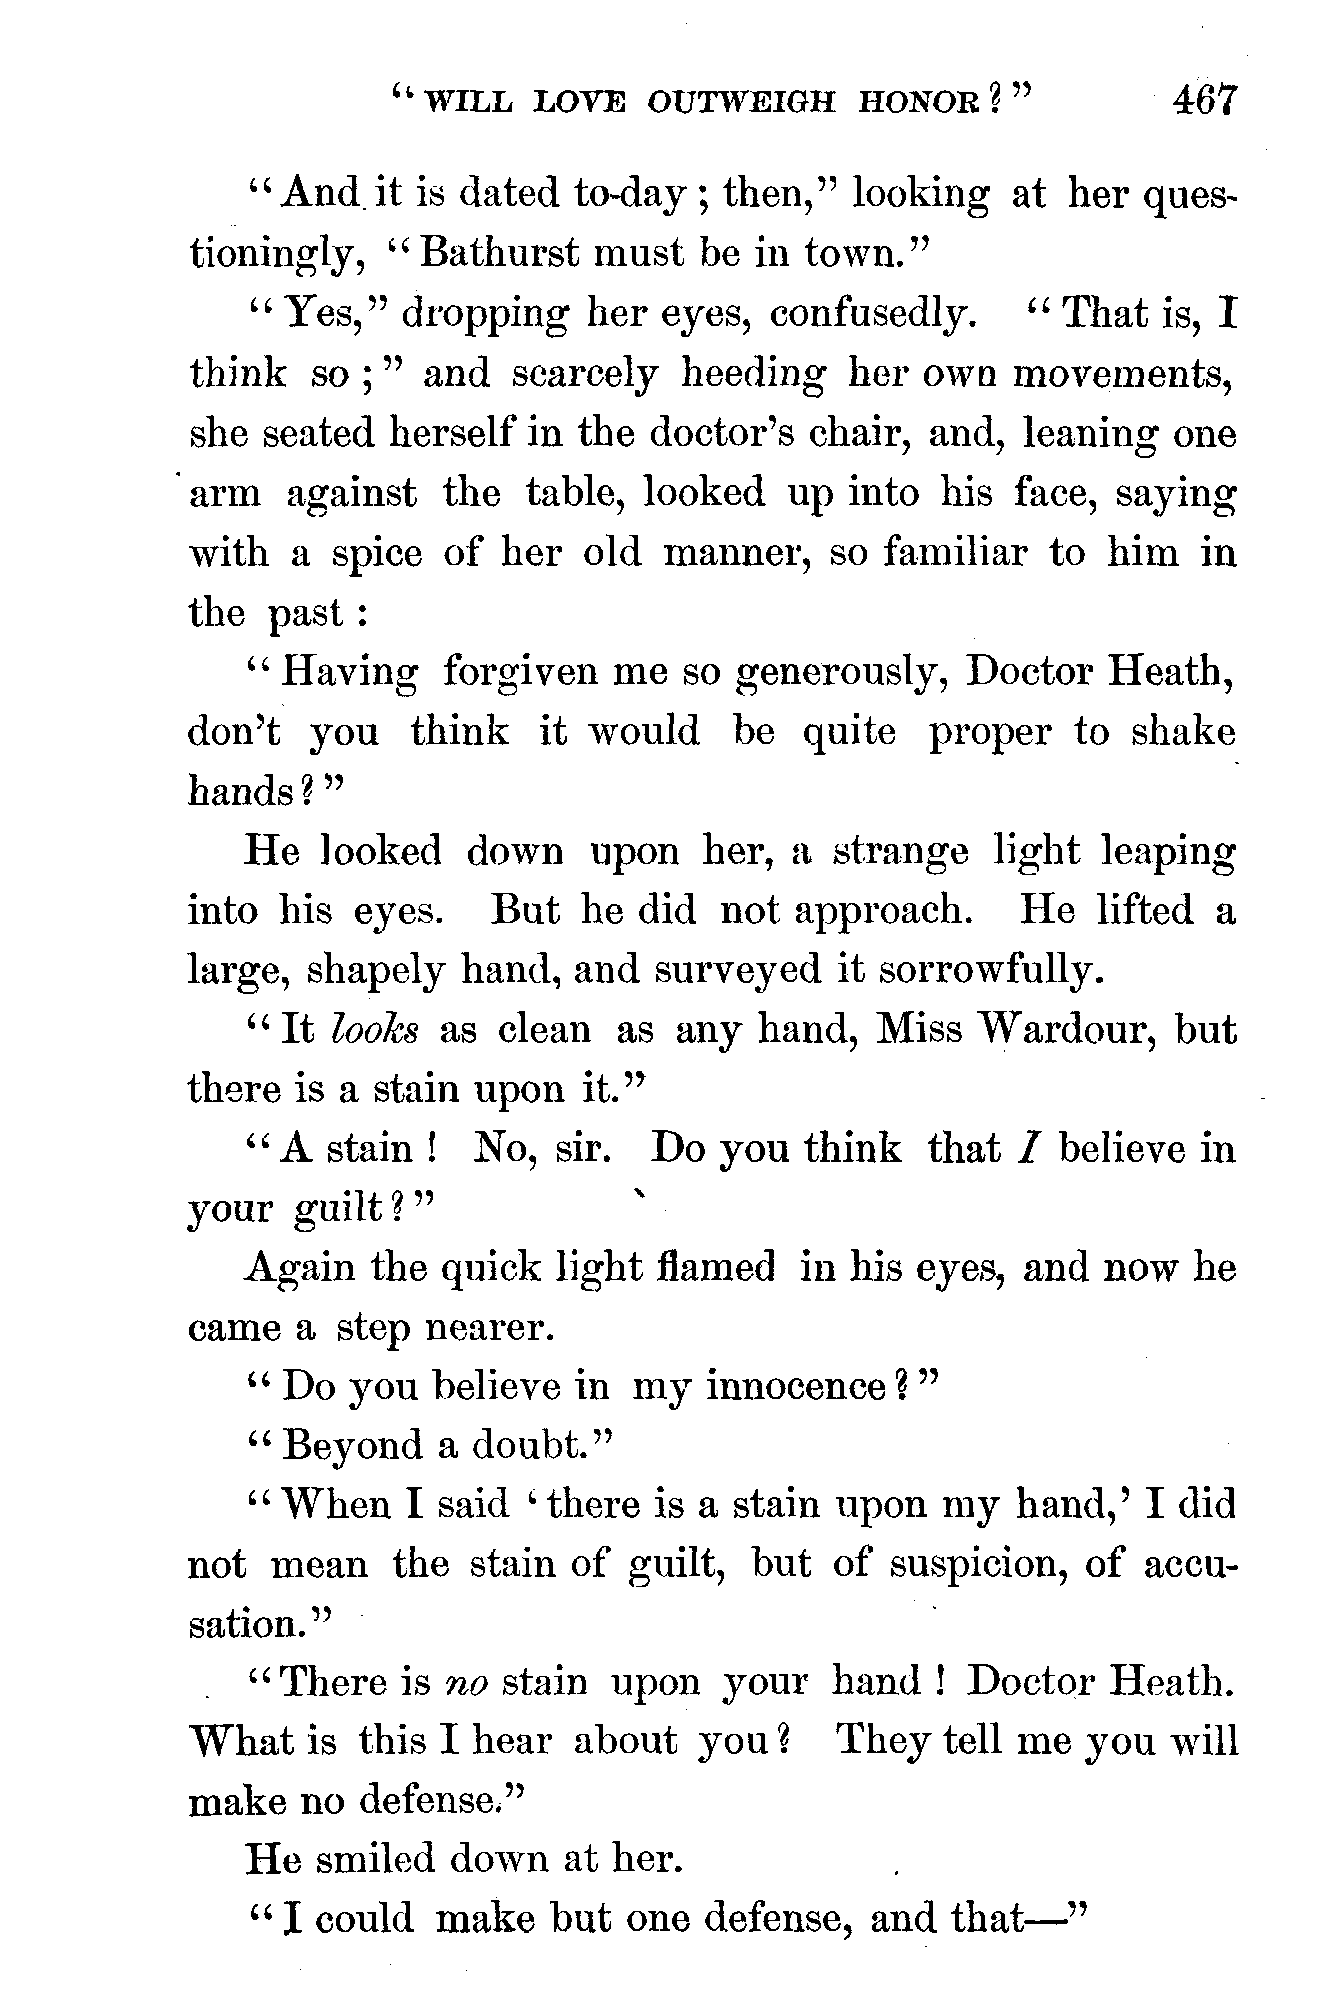 “WILL LOVE OUTWEIGH HONOR?” 467
“And it is dated to-day; then,” looking at her ques-
tioningly, “Bathurst must be in town.”
“Yes,” dropping her eyes, confusedly. “That is, I
think so;” and scarcely heeding her own movements,
she seated herself in the doctor’s chair, and, leaning one
arm against the table, looked up into his face, saying
with a spice of her old manner, so familiar to him in
the past:
“Having forgiven me so generously, Doctor Heath,
don’t you think it would be quite proper to shake
hands?”
He looked down upon her, a strange light leaping
into his eyes. But he did not approach. He lifted a
large, shapely hand, and surveyed it sorrowfully.
“It looks as clean as any hand, Miss Wardour, but
there is a stain upon it.”
“A stain! No, sir. Do you think that I believe in
your guilt?”
Again the quick light flamed in his eyes, and now he
came a step nearer.
“Do you believe in my innocence?”
“Beyond a doubt.”
“When I said ‘there is a stain upon my hand,’ I did
not mean the stain of guilt, but of suspicion, of accu-
sation.”
“There is no stain upon your hand! Doctor Heath.
What is this I hear about you? They tell me you will
make no defense.”
He smiled down at her.
“I could make but one defense, and that—”